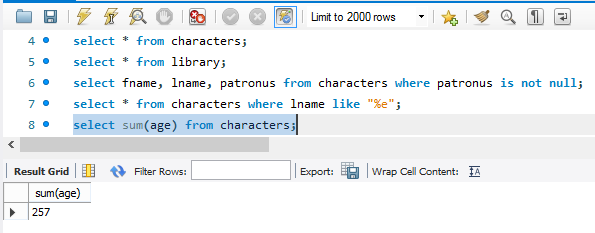 Limit to 2000 rows
4 select * from characters;
5 select * from library;
6 select fname, lname, patronus from characters where patronus is not null;
7 select * from characters where lname like "%e";
8 select sum(age) from characters;
Result Grid Filter Rows: Export: Wrap Cell Content: IA
sum(age)
257